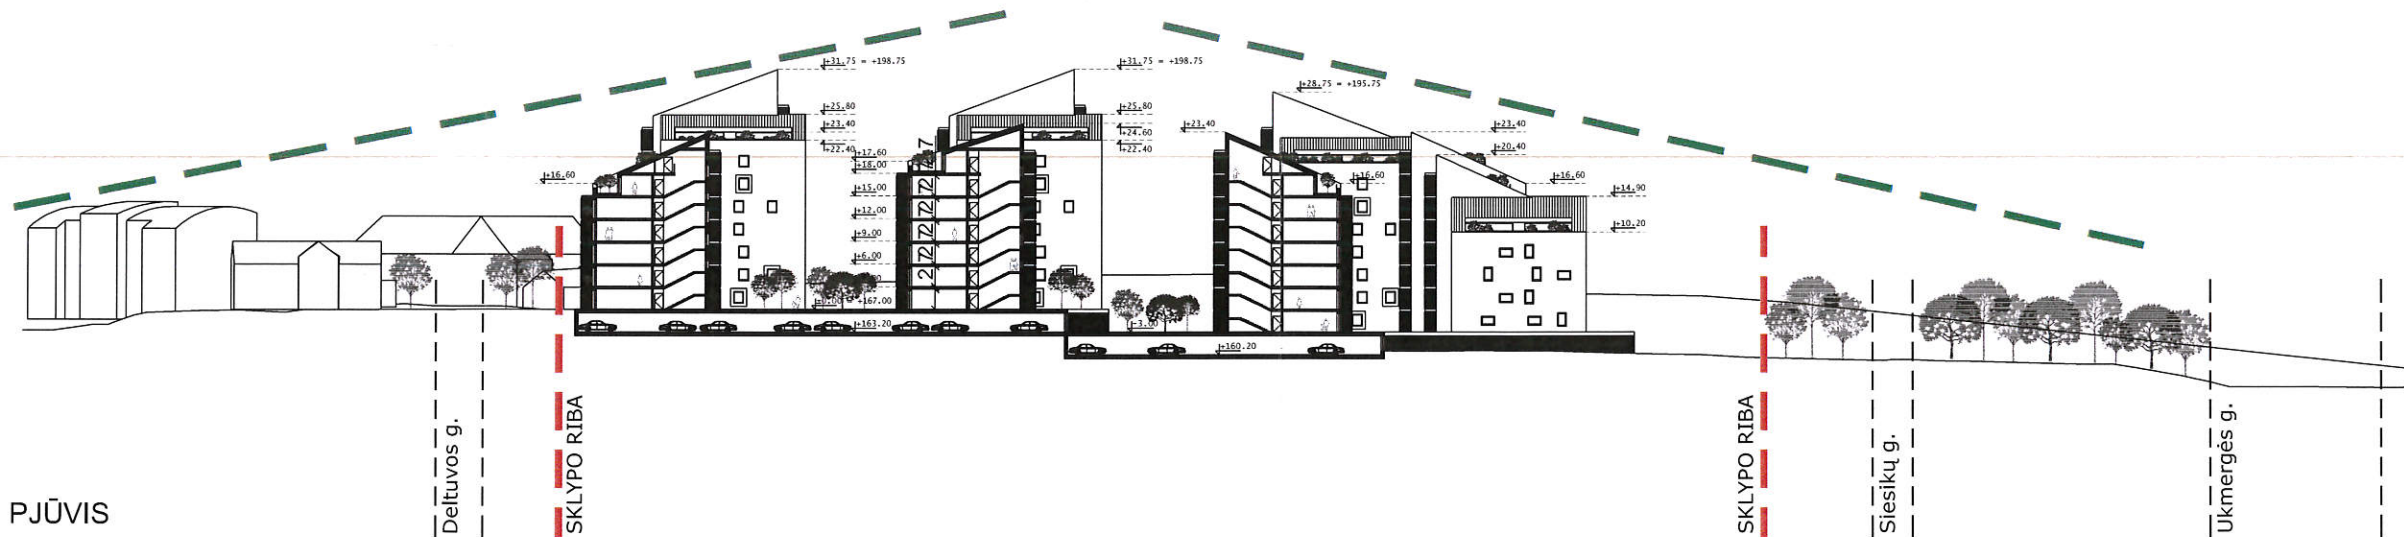 +31.75 = +198.75
+31.75 = +198.75
+28.75 = +195.75
+25.80
+25.80
+23.40
+23.40
+23.40
+24.60
+22.40
+22.40
+20.40
+17.60
+18.00
+16.60
+16.60
+16.60
+15.00
+14.90
+12.00
+10.20
+9.00
+6.00
+167.00
-3.00
+163.20
+160.20
PJŪVIS
Deltuvos g.
SKLYPO RIBA
SKLYPO RIBA
Siesikų g.
Ukmergės g.